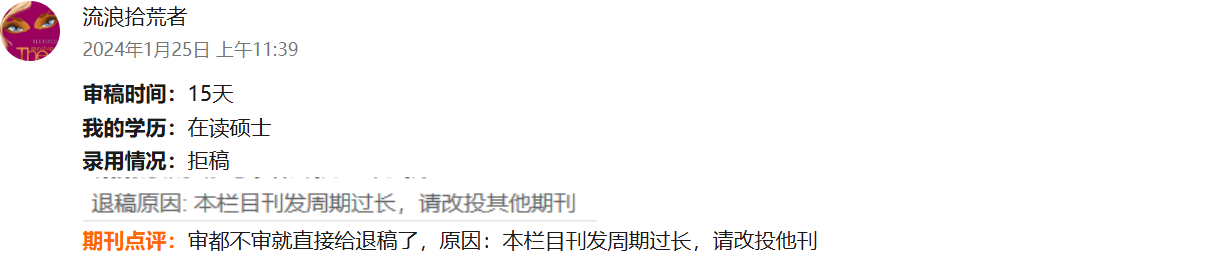 流浪拾荒者
2024年1月25日 上午11:39
审稿时间：15天
我的学历：在读硕士
录用情况：拒稿
退稿原因: 本栏目刊发周期过长，请改投其他期刊
期刊点评：审都不审就直接给退稿了，原因：本栏目刊发周期过长，请改投他刊